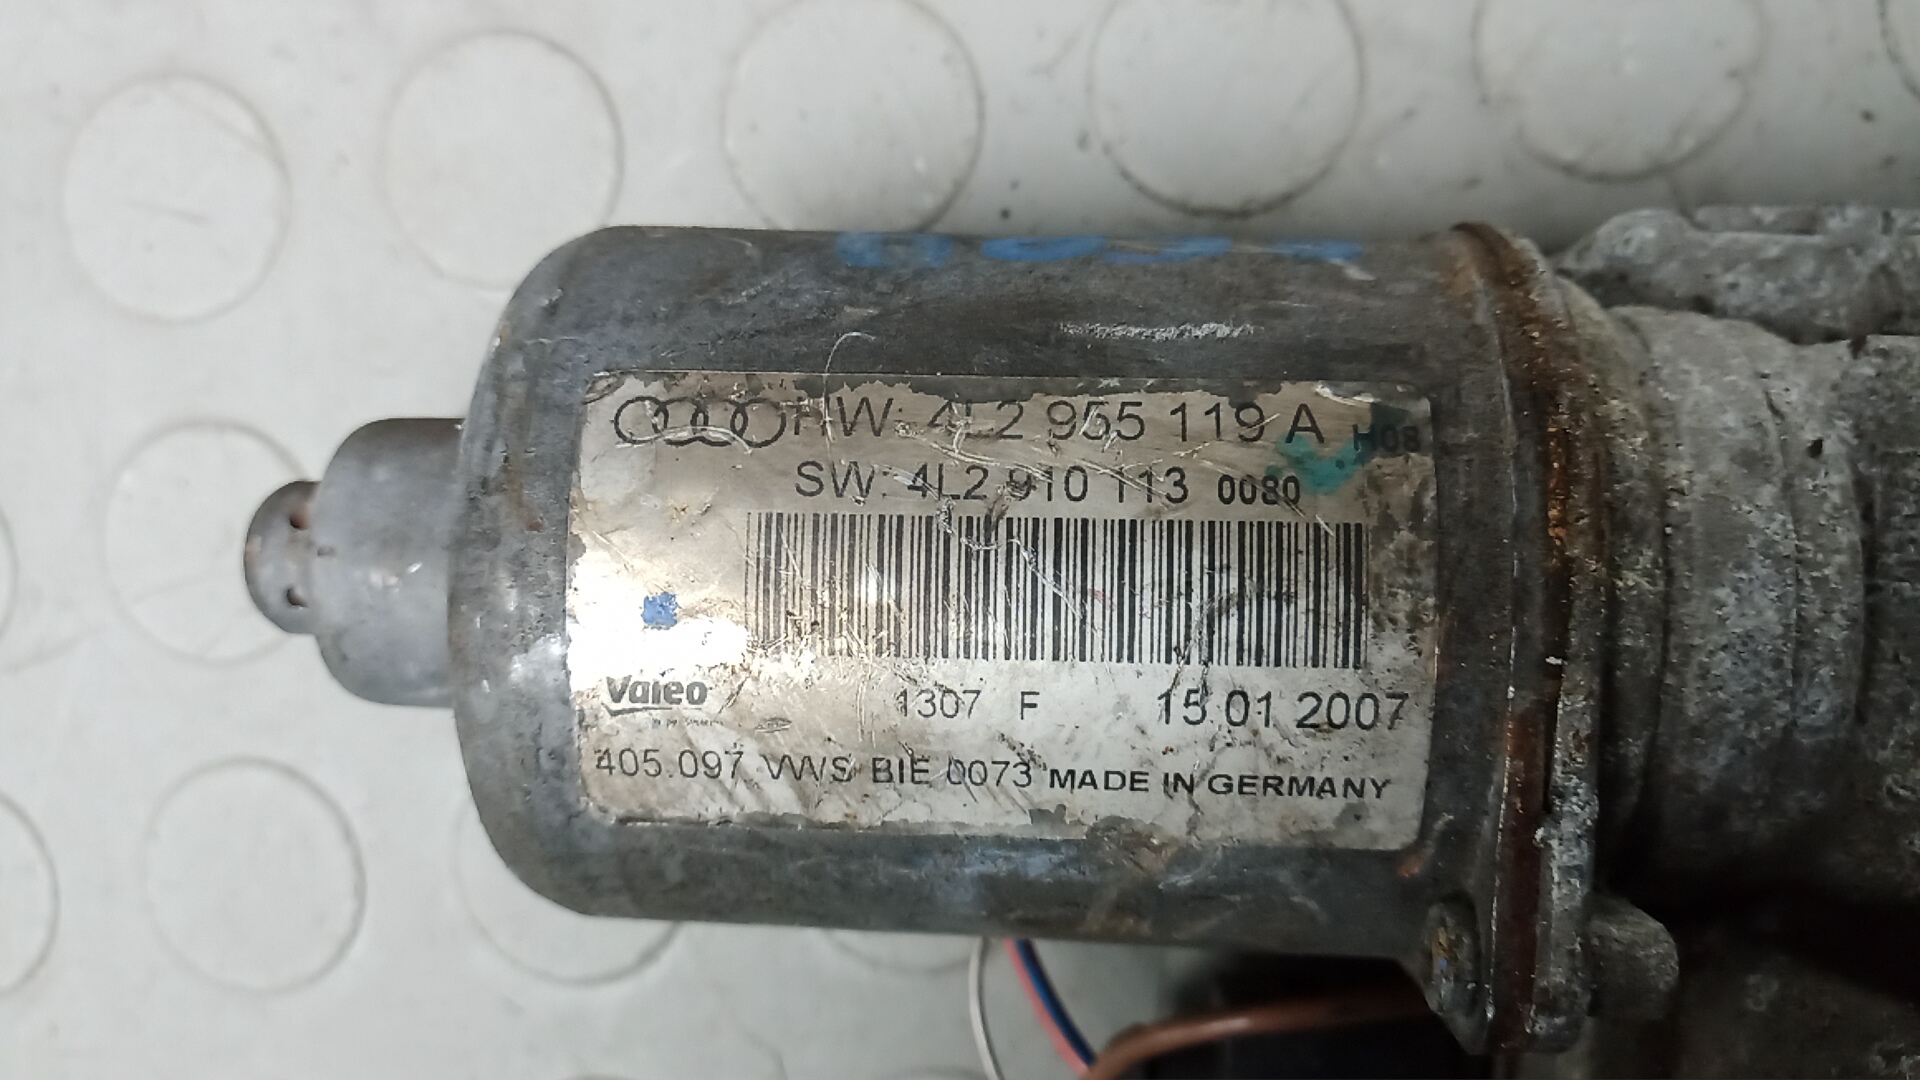 HW: 4L2 955 119 A H08
SW: 4L2 910 113 0080
Valeo
1307 F 15 01 2007
405.097 VWS BIE 0073 MADE IN GERMANY